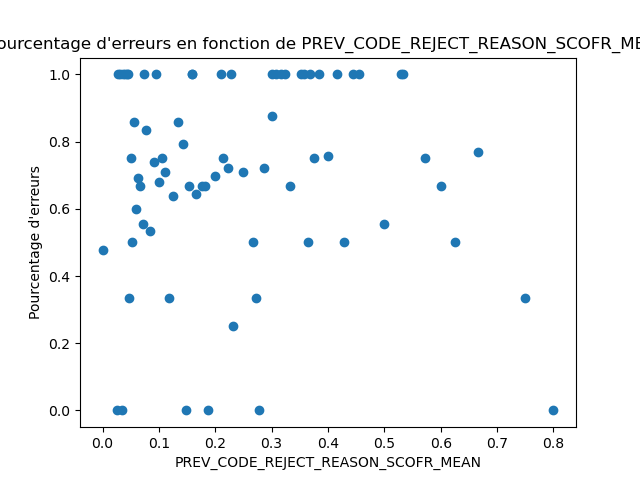 ourcentage d'erreurs en fonction de PREV_CODE_REJECT_REASON_SCOFR_ME
1.0
0.8
0.6
0.4
0.2
0.0
Pourcentage d'erreurs
0.0 0.1 0.2 0.3 0.4 0.5 0.6 0.7 0.8
PREV_CODE_REJECT_REASON_SCOFR_MEAN